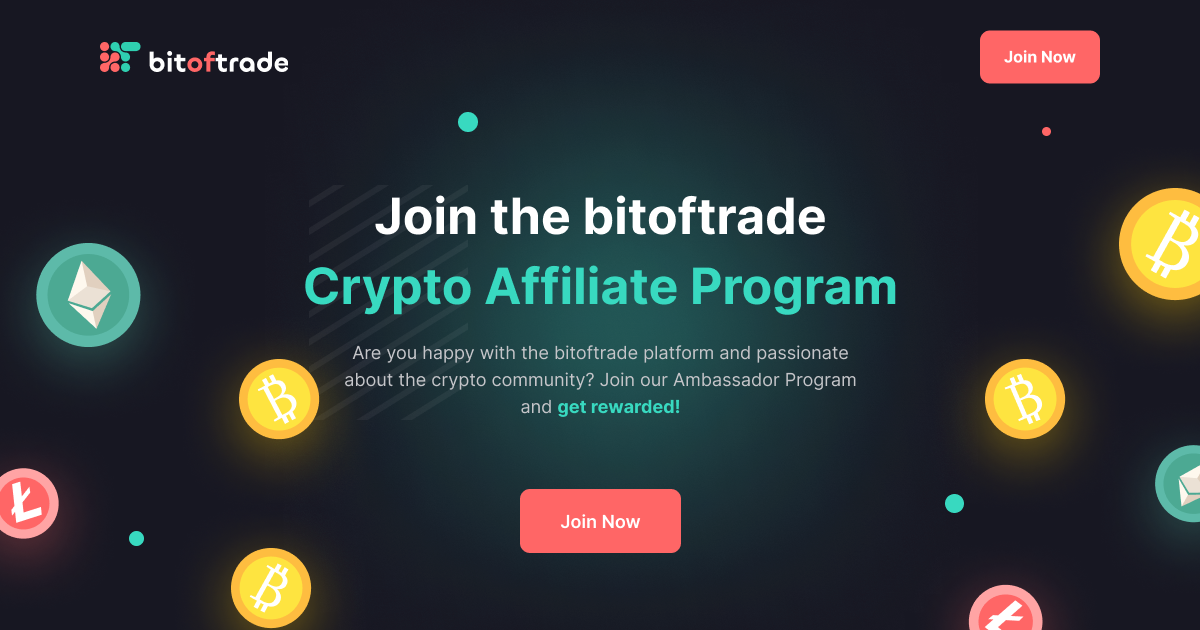 bitoftrade
Join Now
Join the bitoftrade
Crypto Affiliate Program
Are you happy with the bitoftrade platform and passionate
about the crypto community? Join our Ambassador Program
and get rewarded!
Join Now